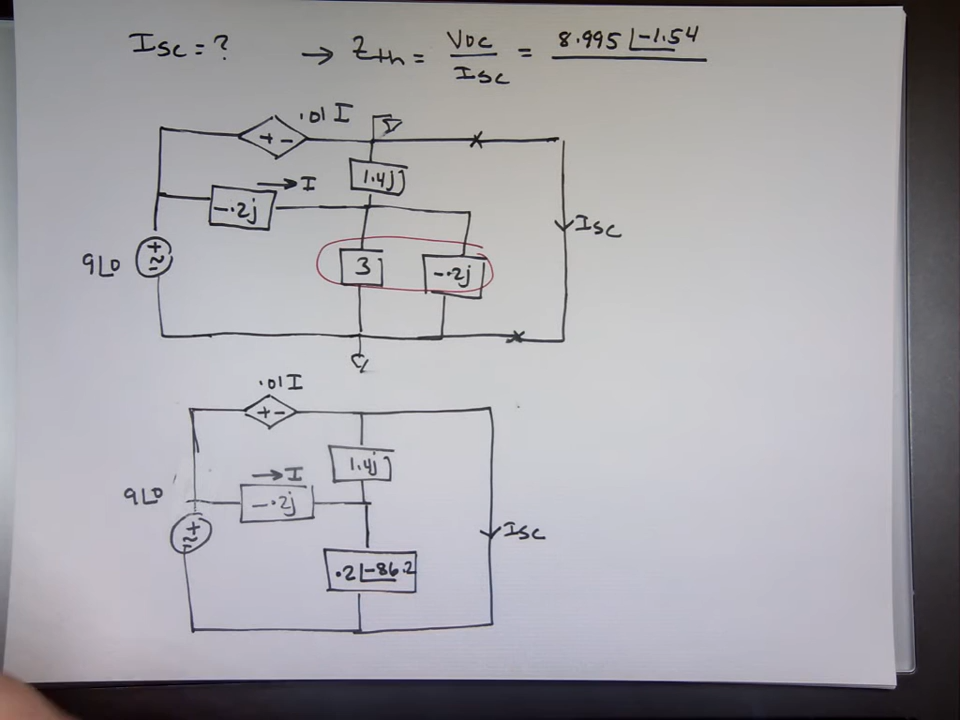 Isc = ? → Zth = Voc / Isc = 8.995∠-1.54
.01 I
+ -
1.4j
→ I
-.2j
9∠0
+
3
-.2j
Isc
.01 I
+ -
1.4j
→ I
9∠0
-.2j
+
Isc
.2∠-86.2